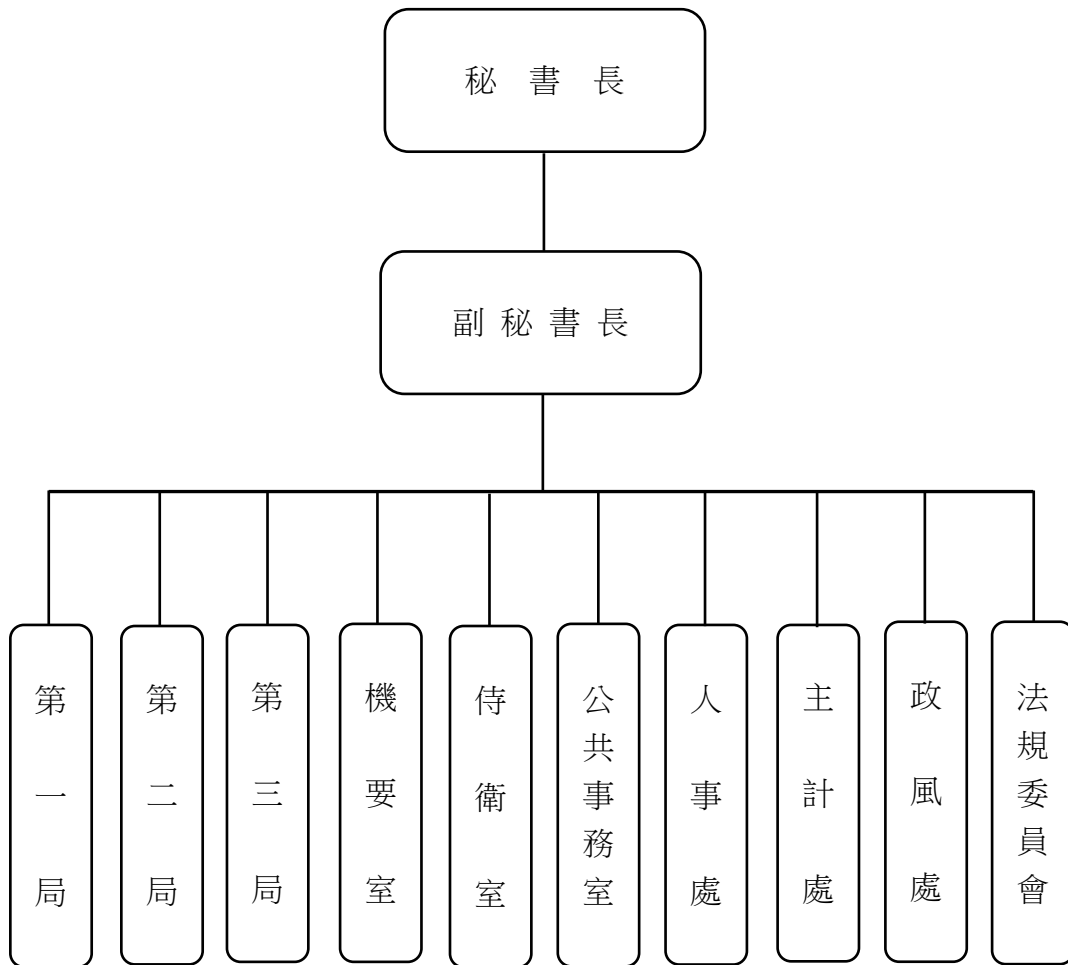 秘書長
副秘書長
第一局
第二局
第三局
機要室
侍衛室
公共事務室
人事處
主計處
政風處
法規委員會